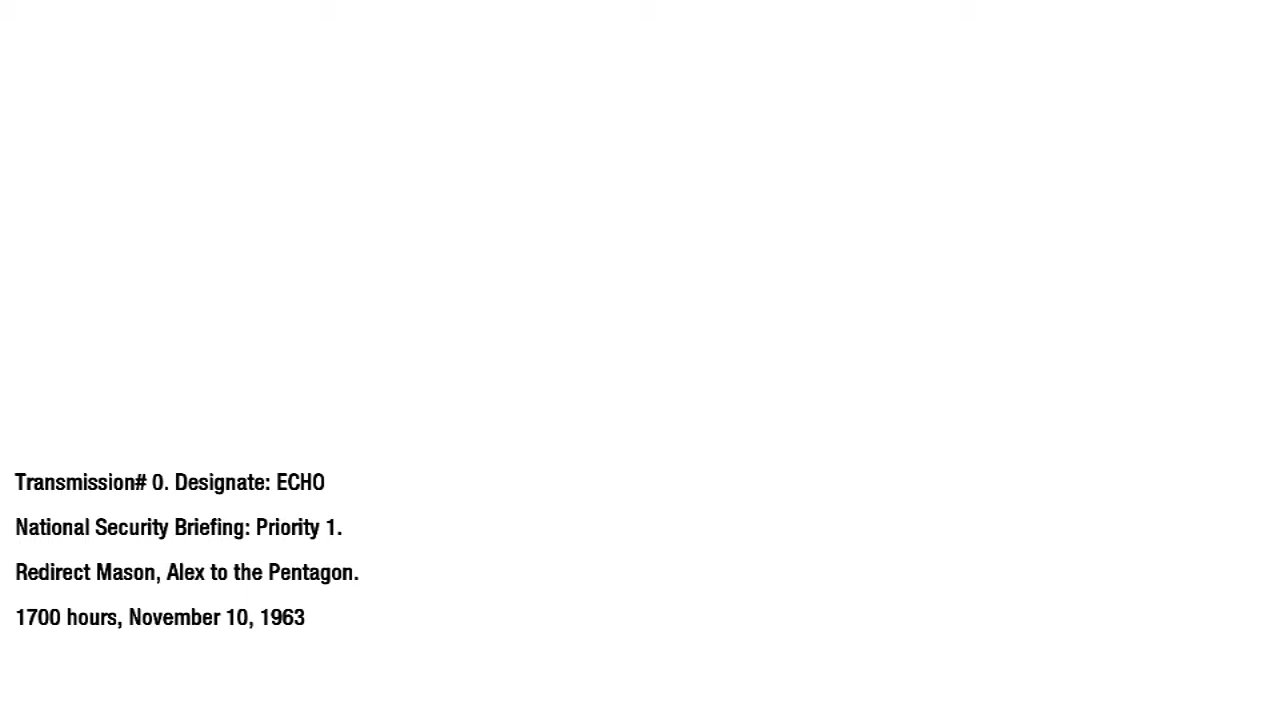 Transmission# 0. Designate: ECHO
National Security Briefing: Priority 1.
Redirect Mason, Alex to the Pentagon.
1700 hours, November 10, 1963